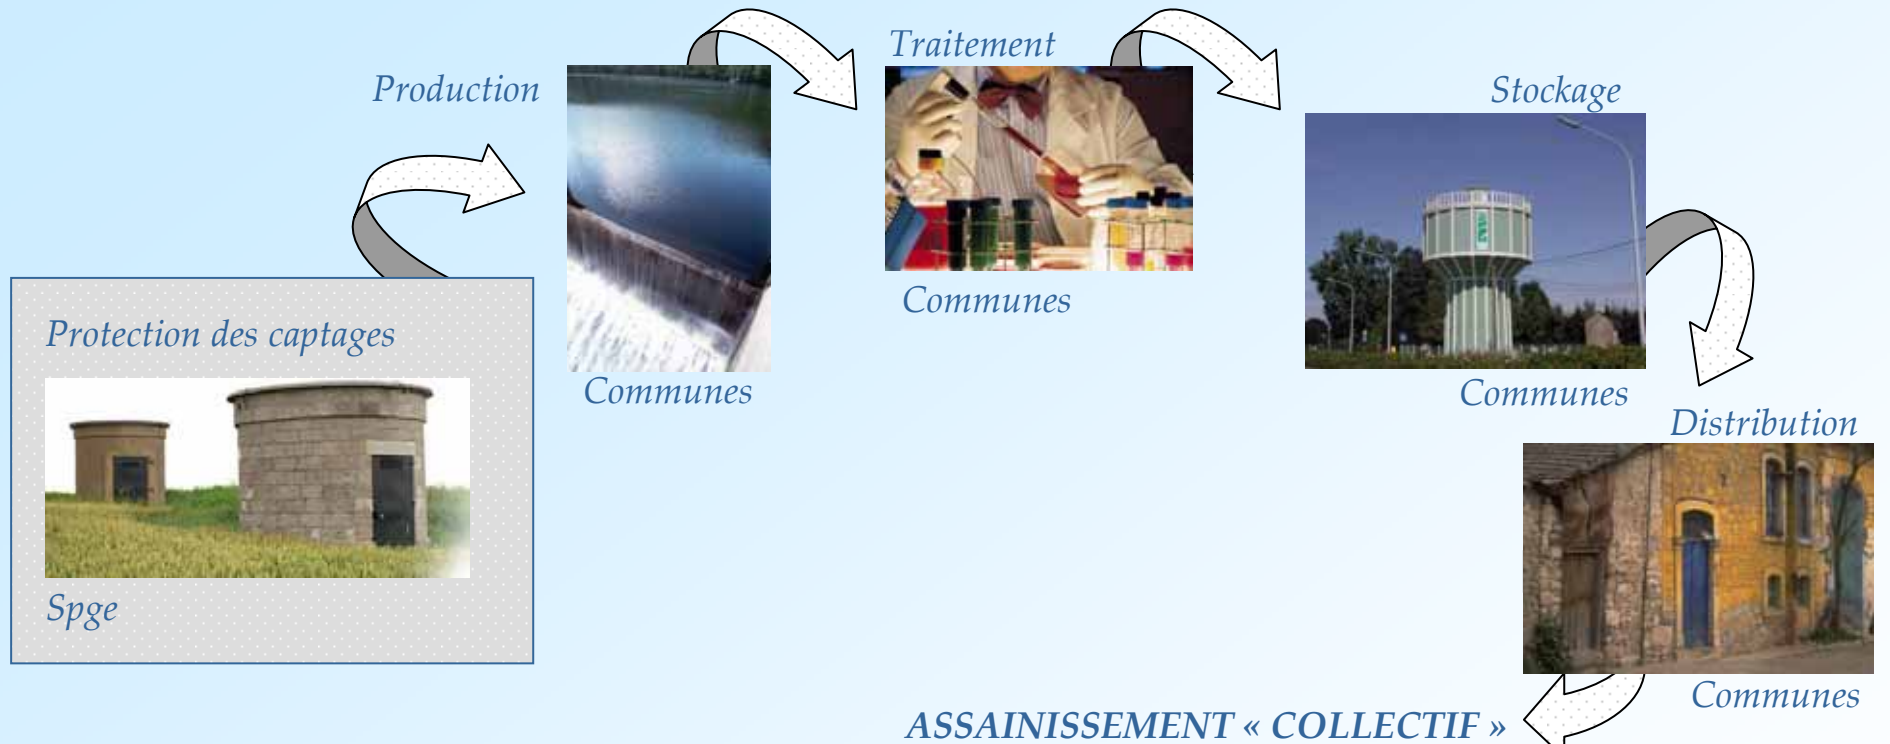 Traitement
Production
Stockage
Communes
Protection des captages
Communes
Communes
Distribution
Spge
Communes
ASSAINISSEMENT « COLLECTIF »